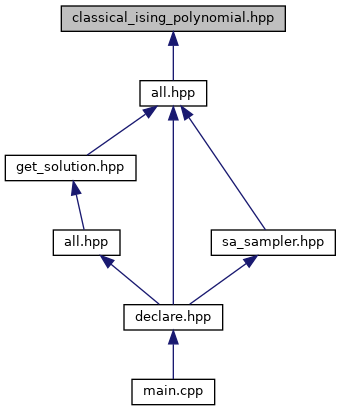 classical_ising_polynomial.hpp
all.hpp
get_solution.hpp
all.hpp
sa_sampler.hpp
declare.hpp
main.cpp